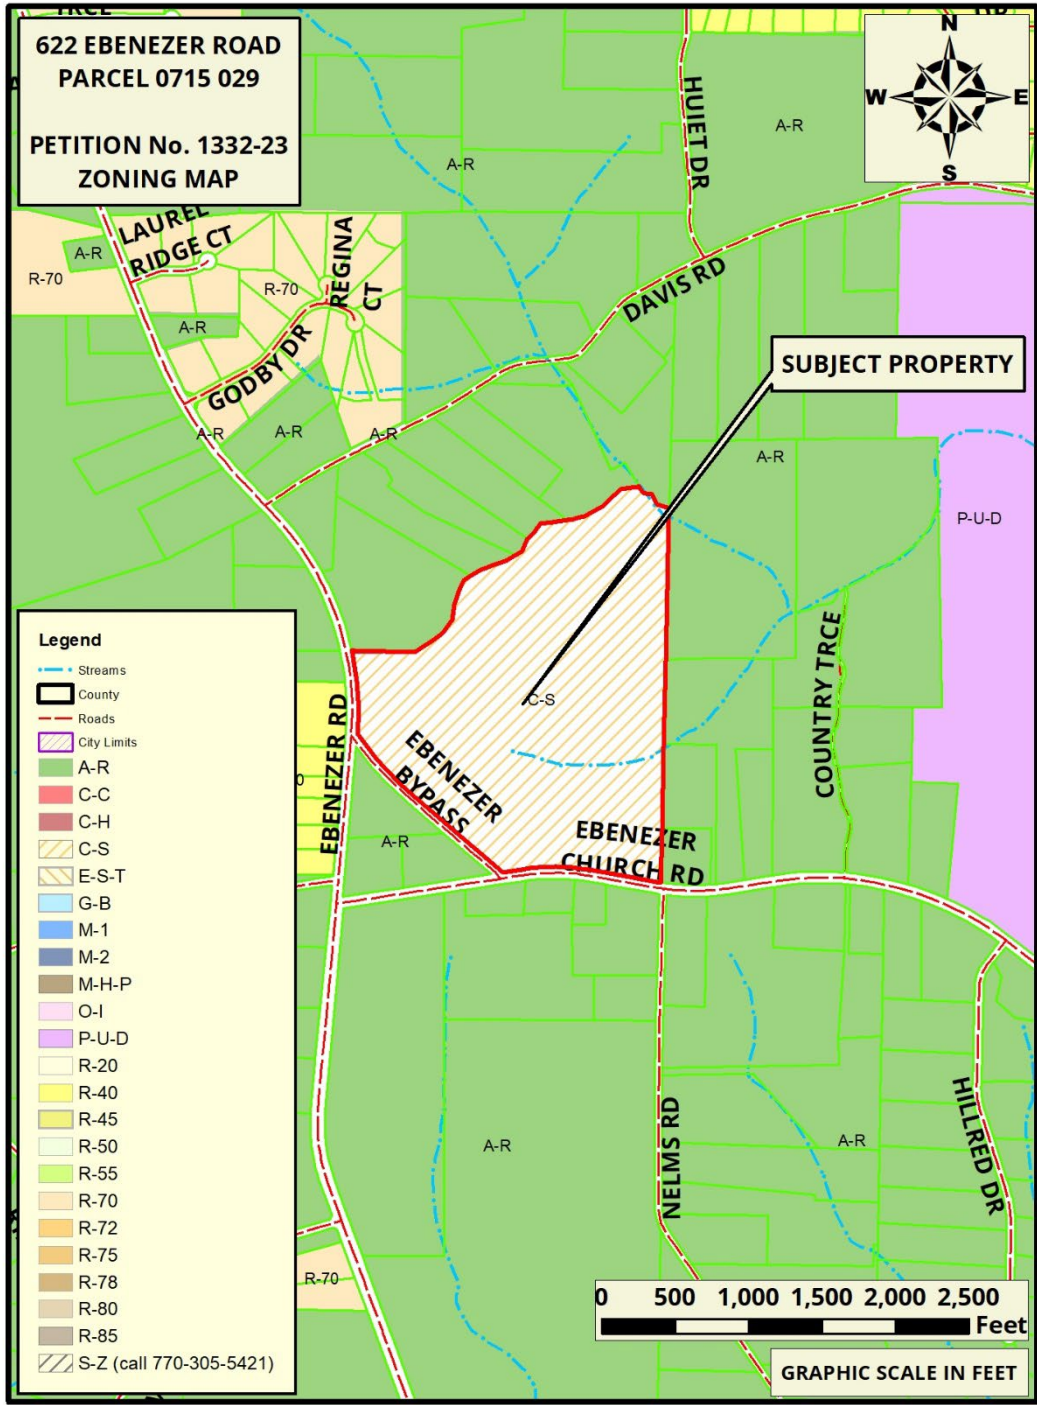 TRCE
622 EBENEZER ROAD
PARCEL 0715 029
PETITION No. 1332-23
ZONING MAP
N
W
E
S
HUIET DR
A-R
A-R
LAUREL
RIDGE CT
REGINA
CT
A-R
R-70
R-70
A-R
DAVIS RD
GODBY DR
SUBJECT PROPERTY
A-R
A-R
A-R
A-R
P-U-D
C-S
COUNTRY TRCE
EBENEZER RD
EBENEZER
BYPASS
EBENEZER
CHURCH RD
A-R
Legend
Streams
County
Roads
City Limits
A-R
C-C
C-H
C-S
E-S-T
G-B
M-1
M-2
M-H-P
O-I
P-U-D
R-20
R-40
R-45
R-50
R-55
R-70
R-72
R-75
R-78
R-80
R-85
S-Z (call 770-305-5421)
A-R
NELMS RD
A-R
HILLRED DR
R-70
0 500 1,000 1,500 2,000 2,500
Feet
GRAPHIC SCALE IN FEET